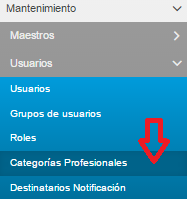 Mantenimiento
Maestros
Usuarios
Usuarios
Grupos de usuarios
Roles
Categorías Profesionales
Destinatarios Notificación